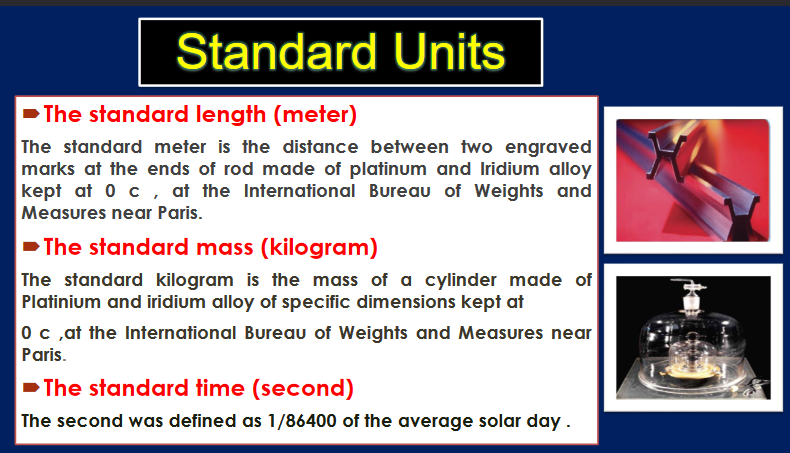 Standard Units
The standard length (meter)
The standard meter is the distance between two engraved
marks at the ends of rod made of platinum and Iridium alloy
kept at 0 c , at the International Bureau of Weights and
Measures near Paris.
The standard mass (kilogram)
The standard kilogram is the mass of a cylinder made of
Platinium and iridium alloy of specific dimensions kept at
0 c ,at the International Bureau of Weights and Measures near
Paris.
The standard time (second)
The second was defined as 1/86400 of the average solar day .